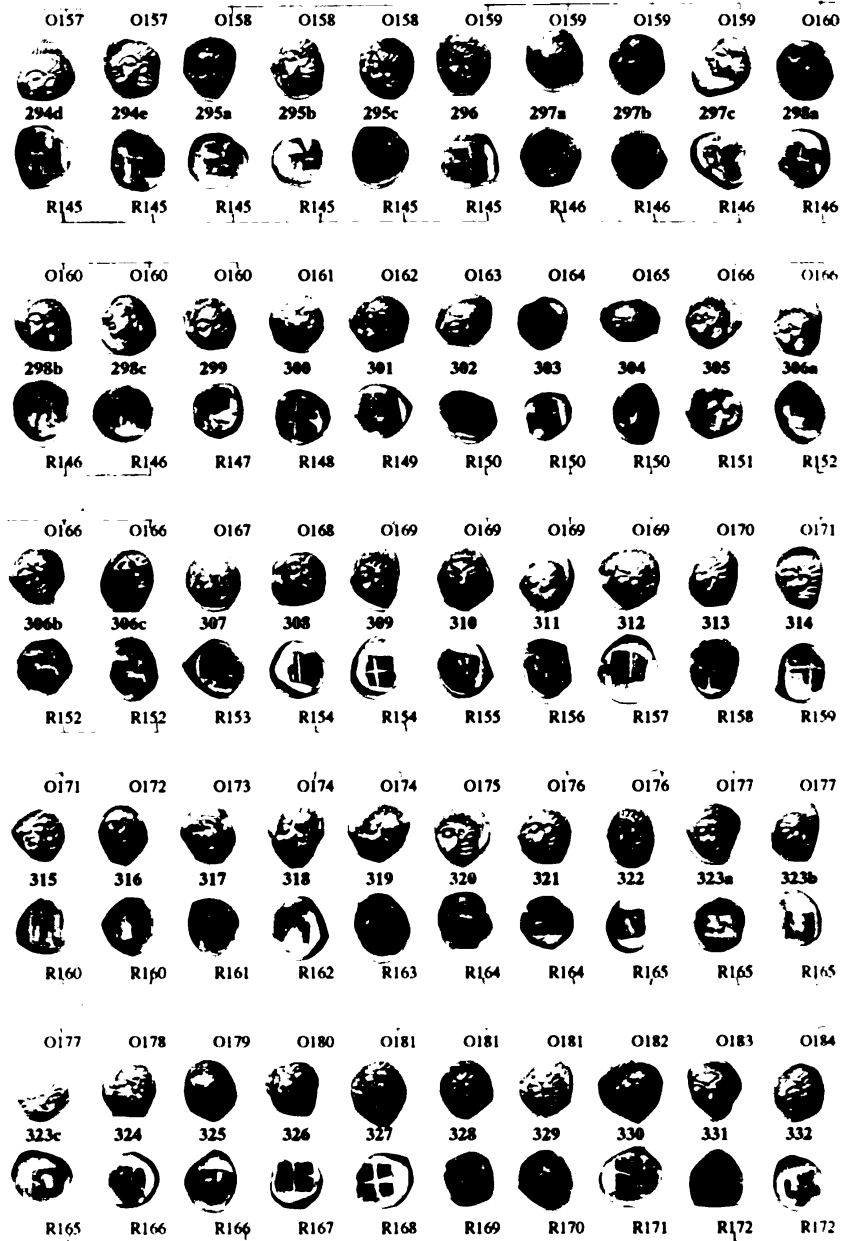 O157 O157 O158 O158 O158 O159 O159 O159 O159 O160
294d 294e 295a 295b 295c 296 297a 297b 297c 298a
R145 R145 R145 R145 R145 R145 R146 R146 R146 R146
O160 O160 O160 O161 O162 O163 O164 O165 O166 O166
298b 298c 299 300 301 302 303 304 305 306a
R146 R146 R147 R148 R149 R150 R150 R150 R151 R152
O166 O166 O167 O168 O169 O169 O169 O169 O170 O171
306b 306c 307 308 309 310 311 312 313 314
R152 R152 R153 R154 R154 R155 R156 R157 R158 R159
O171 O172 O173 O174 O174 O175 O176 O176 O177 O177
315 316 317 318 319 320 321 322 323a 323b
R160 R160 R161 R162 R163 R164 R164 R165 R165 R165
O177 O178 O179 O180 O181 O181 O181 O182 O183 O184
323c 324 325 326 327 328 329 330 331 332
R165 R166 R166 R167 R168 R169 R170 R171 R172 R172